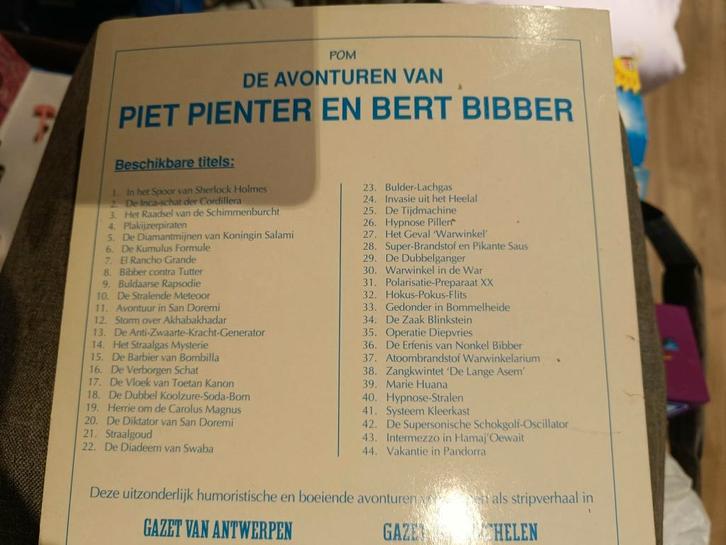 POM
DE AVONTUREN VAN
PIET PIENTER EN BERT BIBBER
Beschikbare titels:
1. In het Spoor van Sherlock Holmes
2. De Inca-schat der Cordillera
3. Het Raadsel van de Schimmenburcht
4. Plakijzerpiraten
5. De Diamantmijnen van Koningin Salami
6. De Kumulus Formule
7. El Rancho Grande
8. Bibber contra Tutter
9. Buldaarse Rapsodie
10. De Stralende Meteoor
11. Avontuur in San Doremi
12. Storm over Akhabakhadar
13. De Anti-Zwaarte-Kracht-Generator
14. Het Straalgas Mysterie
15. De Barbier van Bombilla
16. De Verborgen Schat
17. De Vloek van Toetan Kanon
18. De Dubbel Koolzure-Soda-Bom
19. Herrie om de Carolus Magnus
20. De Diktator van San Doremi
21. Straalgoud
22. De Diadeem van Swaba
23. Bulder-Lachgas
24. Invasie uit het Heelal
25. De Tijdmachine
26. Hypnose Pillen
27. Het Geval 'Warwinkel'
28. Super-Brandstof en Pikante Saus
29. De Dubbelganger
30. Warwinkel in de War
31. Polarisatie-Preparaat XX
32. Hokus-Pokus-Flits
33. Gedonder in Bommelheide
34. De Zaak Blinkstein
35. Operatie Diepvries
36. De Erfenis van Nonkel Bibber
37. Atoombrandstof Warwinkelarium
38. Zangkwintet 'De Lange Asem'
39. Marie Huana
40. Hypnose-Stralen
41. Systeem Kleerkast
42. De Supersonische Schokgolf-Oscillator
43. Intermezzo in Hamaj'Oewait
44. Vakantie in Pandorra
Deze uitzonderlijk humoristische en boeiende avonturen als stripverhaal in
GAZET VAN ANTWERPEN